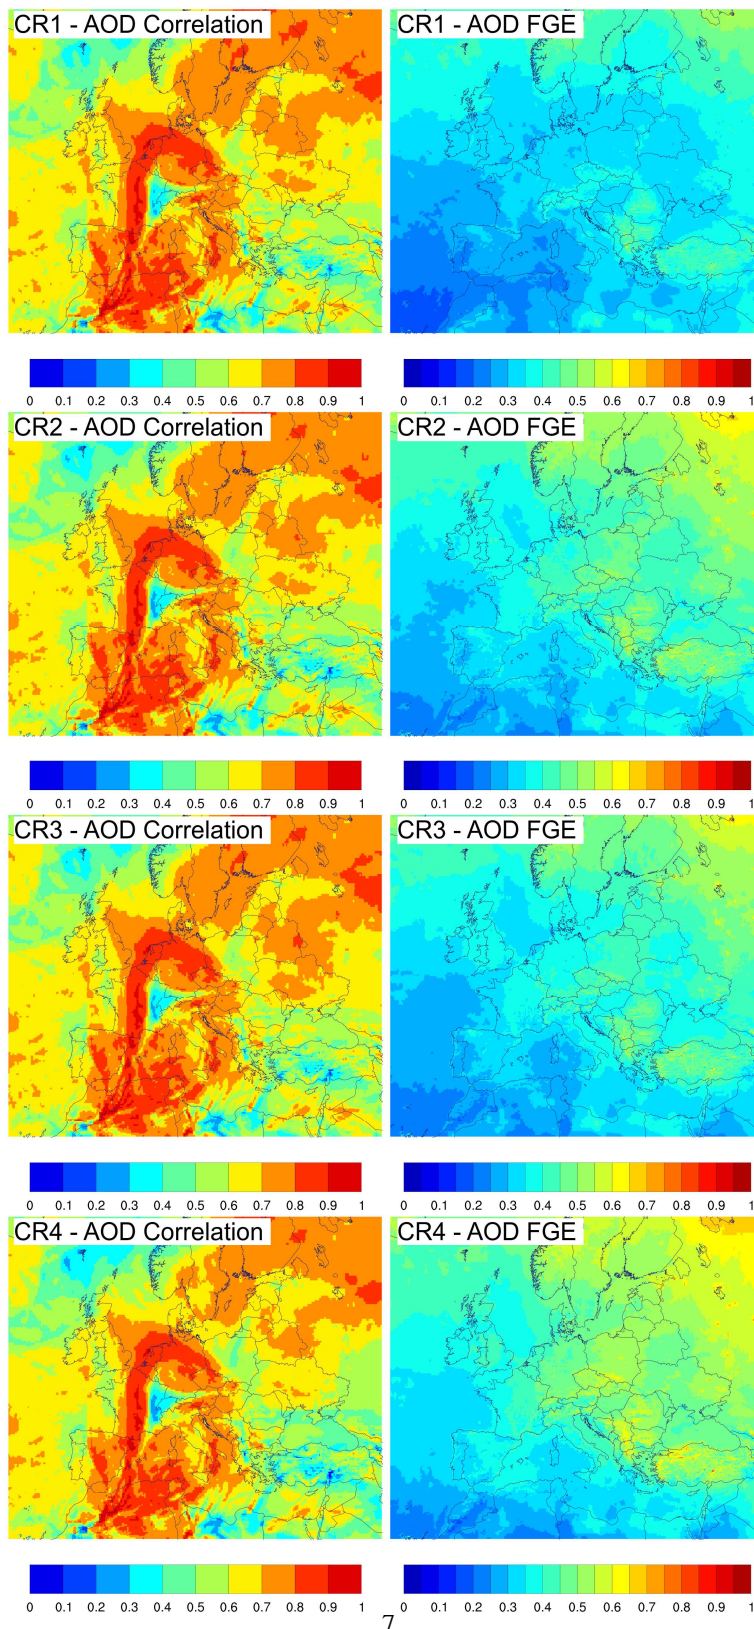 CR1 - AOD Correlation CR1 - AOD FGE
0 0.1 0.2 0.3 0.4 0.5 0.6 0.7 0.8 0.9 1 0 0.1 0.2 0.3 0.4 0.5 0.6 0.7 0.8 0.9 1
CR2 - AOD Correlation CR2 - AOD FGE
0 0.1 0.2 0.3 0.4 0.5 0.6 0.7 0.8 0.9 1 0 0.1 0.2 0.3 0.4 0.5 0.6 0.7 0.8 0.9 1
CR3 - AOD Correlation CR3 - AOD FGE
0 0.1 0.2 0.3 0.4 0.5 0.6 0.7 0.8 0.9 1 0 0.1 0.2 0.3 0.4 0.5 0.6 0.7 0.8 0.9 1
CR4 - AOD Correlation CR4 - AOD FGE
0 0.1 0.2 0.3 0.4 0.5 0.6 0.7 0.8 0.9 1 0 0.1 0.2 0.3 0.4 0.5 0.6 0.7 0.8 0.9 1
7